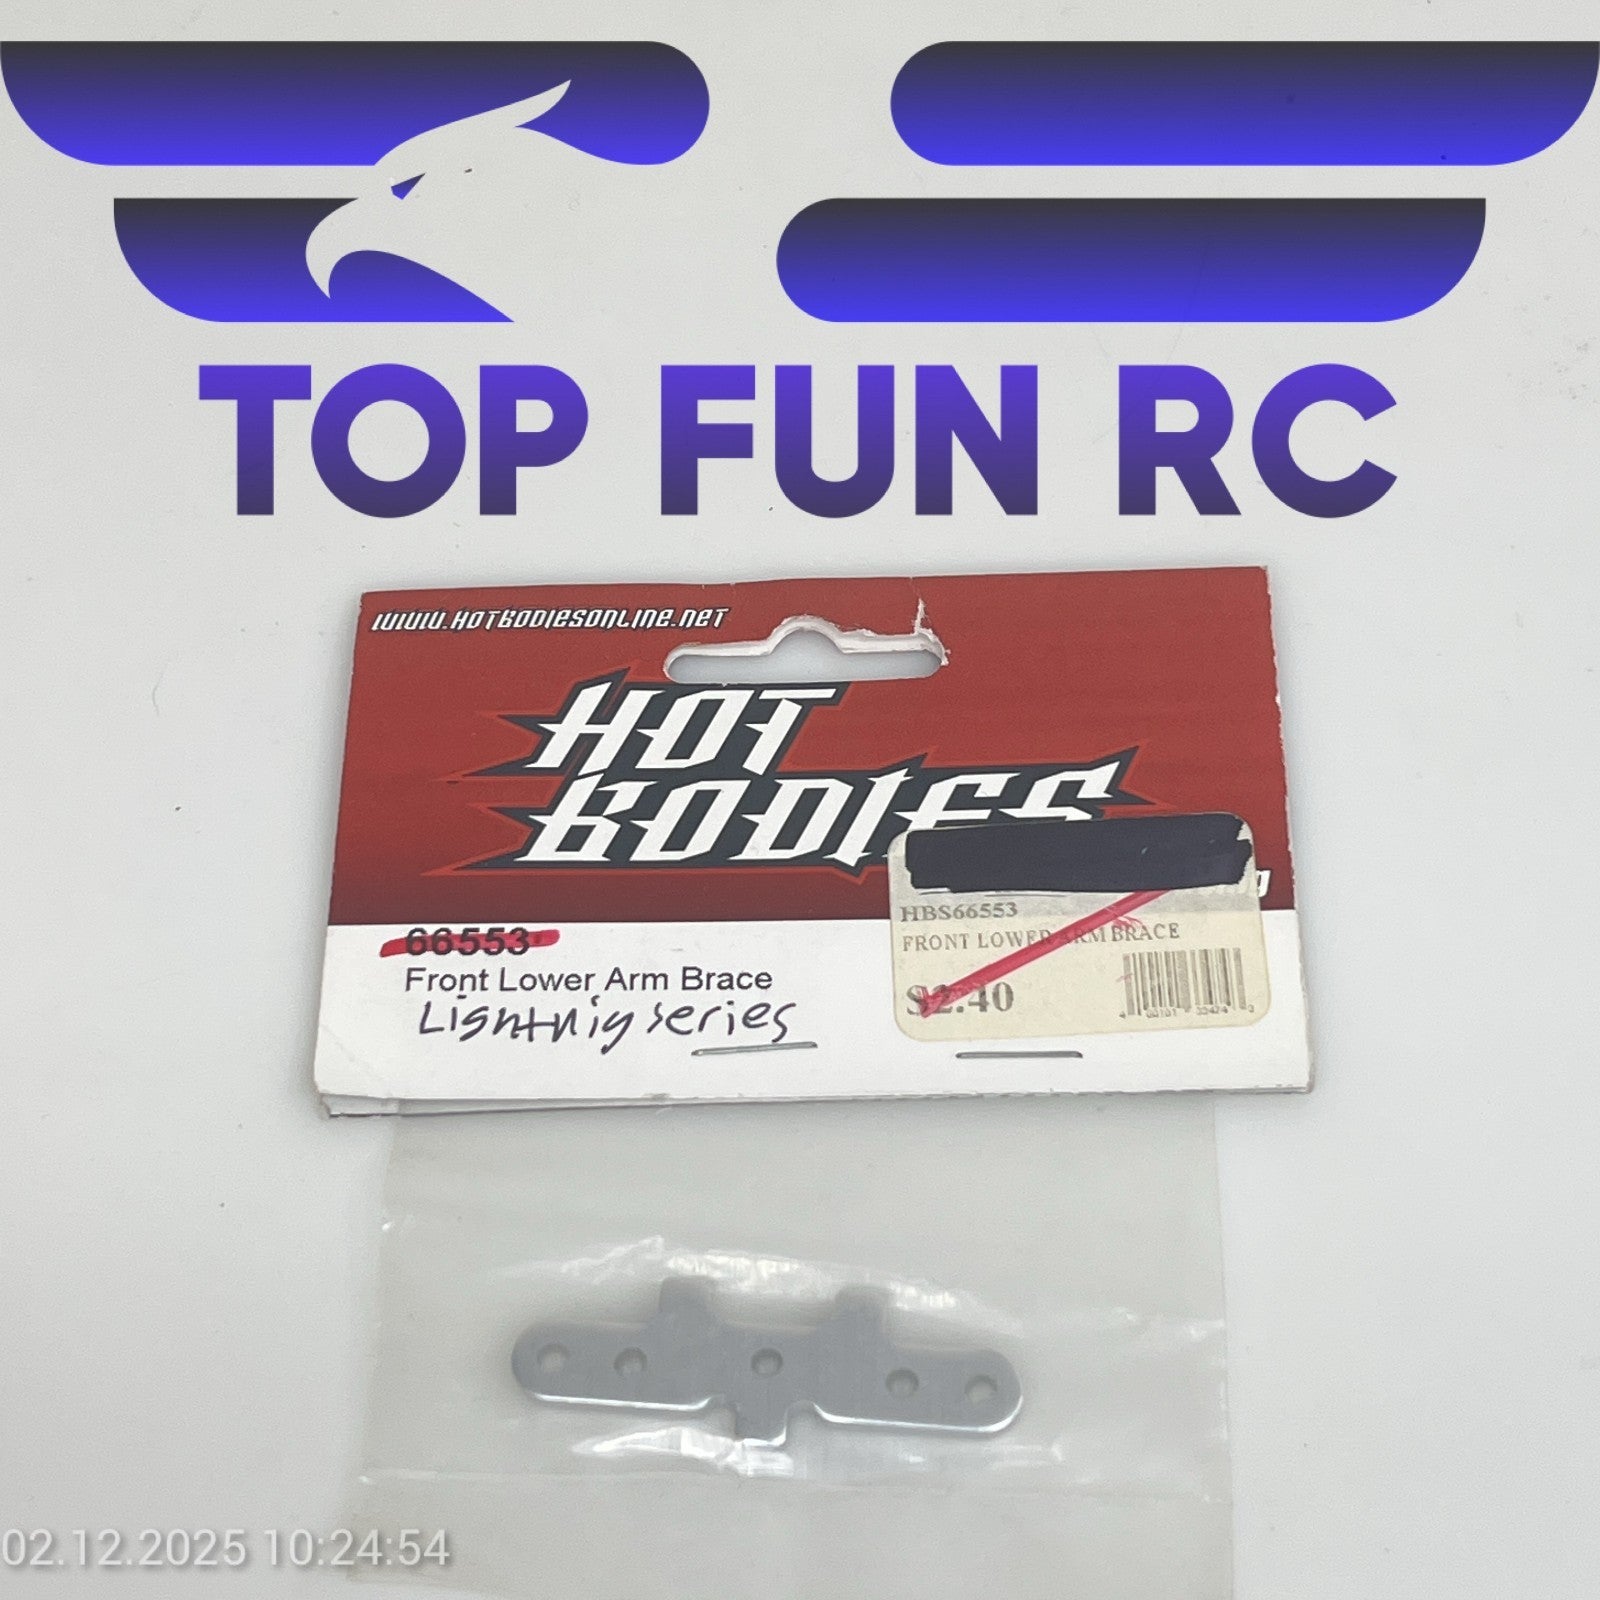 TOP FUN RC
www.HOTBODIESONLINE.NET
HOT
BODIES
HBS66553
FRONT LOWER ARM BRACE
$2.40
66553
Front Lower Arm Brace
Lightnig series
02.12.2025 10:24:54